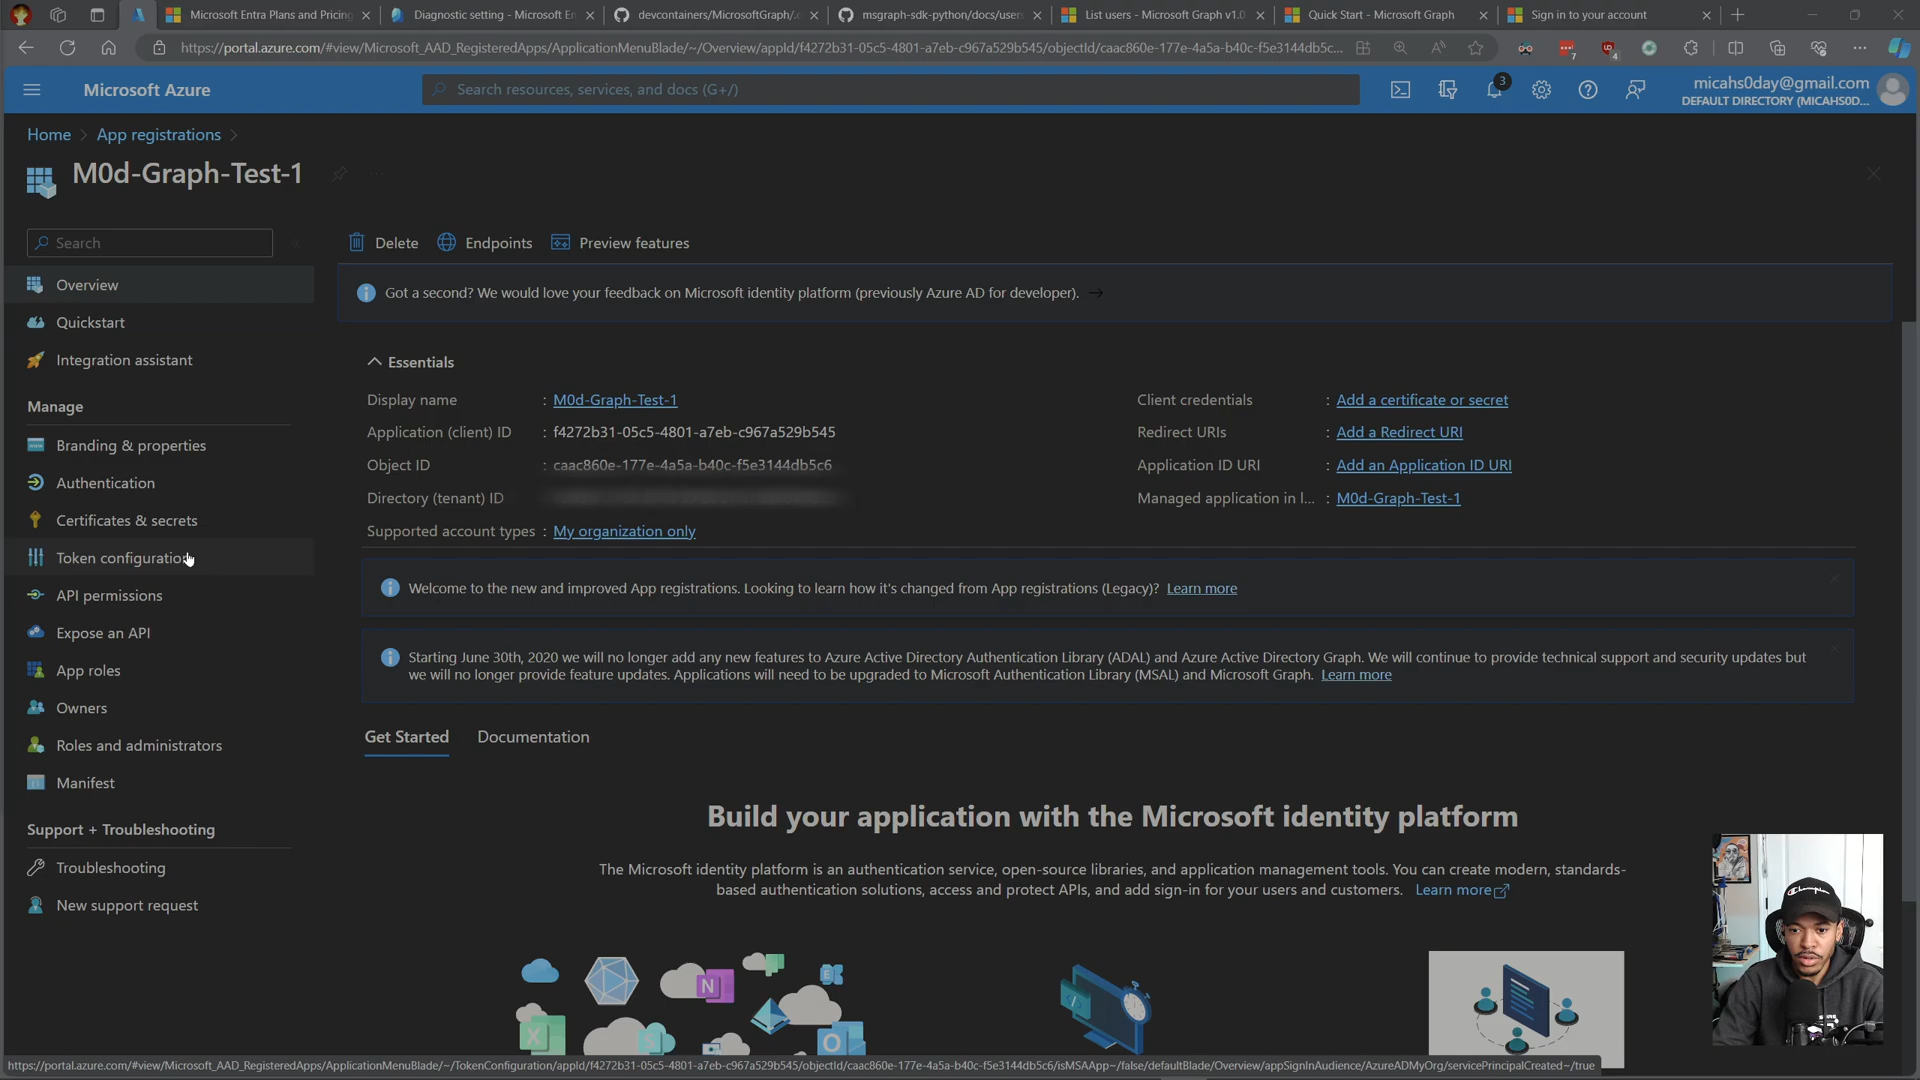 Microsoft Entra Plans and Pricing
Diagnostic setting - Microsoft En
devcontainers/MicrosoftGraph/.c
msgraph-sdk-python/docs/users
List users - Microsoft Graph v1.0
Quick Start - Microsoft Graph
Sign in to your account
https://portal.azure.com/#view/Microsoft_AAD_RegisteredApps/ApplicationMenuBlade/~/Overview/appId/f4272b31-05c5-4801-a7eb-c967a529b545/objectId/caac860e-177e-4a5a-b40c-f5e3144db5c...
7
4
Microsoft Azure
Search resources, services, and docs (G+/)
3
micahs0day@gmail.com
DEFAULT DIRECTORY (MICAHS0D...
Home > App registrations >
M0d-Graph-Test-1
Search
Delete
Endpoints
Preview features
Overview
Quickstart
Integration assistant
Manage
Branding & properties
Authentication
Certificates & secrets
Token configuration
API permissions
Expose an API
App roles
Owners
Roles and administrators
Manifest
Support + Troubleshooting
Troubleshooting
New support request
Got a second? We would love your feedback on Microsoft identity platform (previously Azure AD for developer). →
Essentials
Display name : M0d-Graph-Test-1
Application (client) ID : f4272b31-05c5-4801-a7eb-c967a529b545
Object ID : caac860e-177e-4a5a-b40c-f5e3144db5c6
Directory (tenant) ID
Supported account types : My organization only
Client credentials : Add a certificate or secret
Redirect URIs : Add a Redirect URI
Application ID URI : Add an Application ID URI
Managed application in l... : M0d-Graph-Test-1
Welcome to the new and improved App registrations. Looking to learn how it's changed from App registrations (Legacy)? Learn more
Starting June 30th, 2020 we will no longer add any new features to Azure Active Directory Authentication Library (ADAL) and Azure Active Directory Graph. We will continue to provide technical support and security updates but
we will no longer provide feature updates. Applications will need to be upgraded to Microsoft Authentication Library (MSAL) and Microsoft Graph. Learn more
Get Started
Documentation
Build your application with the Microsoft identity platform
The Microsoft identity platform is an authentication service, open-source libraries, and application management tools. You can create modern, standards-
based authentication solutions, access and protect APIs, and add sign-in for your users and customers. Learn more
N
E
X
S
O
Champion
https://portal.azure.com/#view/Microsoft_AAD_RegisteredApps/ApplicationMenuBlade/~/TokenConfiguration/appId/f4272b31-05c5-4801-a7eb-c967a529b545/objectId/caac860e-177e-4a5a-b40c-f5e3144db5c6/isMSAApp~/false/defaultBlade/Overview/appSignInAudience/AzureADMyOrg/servicePrincipalCreated~/true